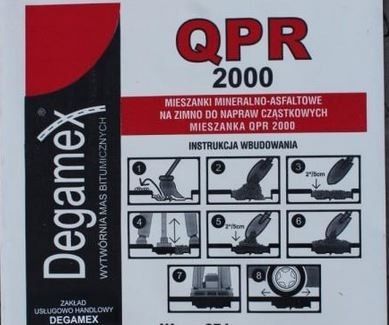 QPR
2000
MIESZANKI MINERALNO-ASFALTOWE
NA ZIMNO DO NAPRAW CZĄSTKOWYCH
MIESZANKA QPR 2000
INSTRUKCJA WBUDOWANIA
1
2
3
2"/5cm
4
5
2"/5cm
6
7
8
Degamex
WYTWÓRNIA MAS BITUMICZNYCH
ZAKŁAD
USŁUGOWO HANDLOWY
DEGAMEX